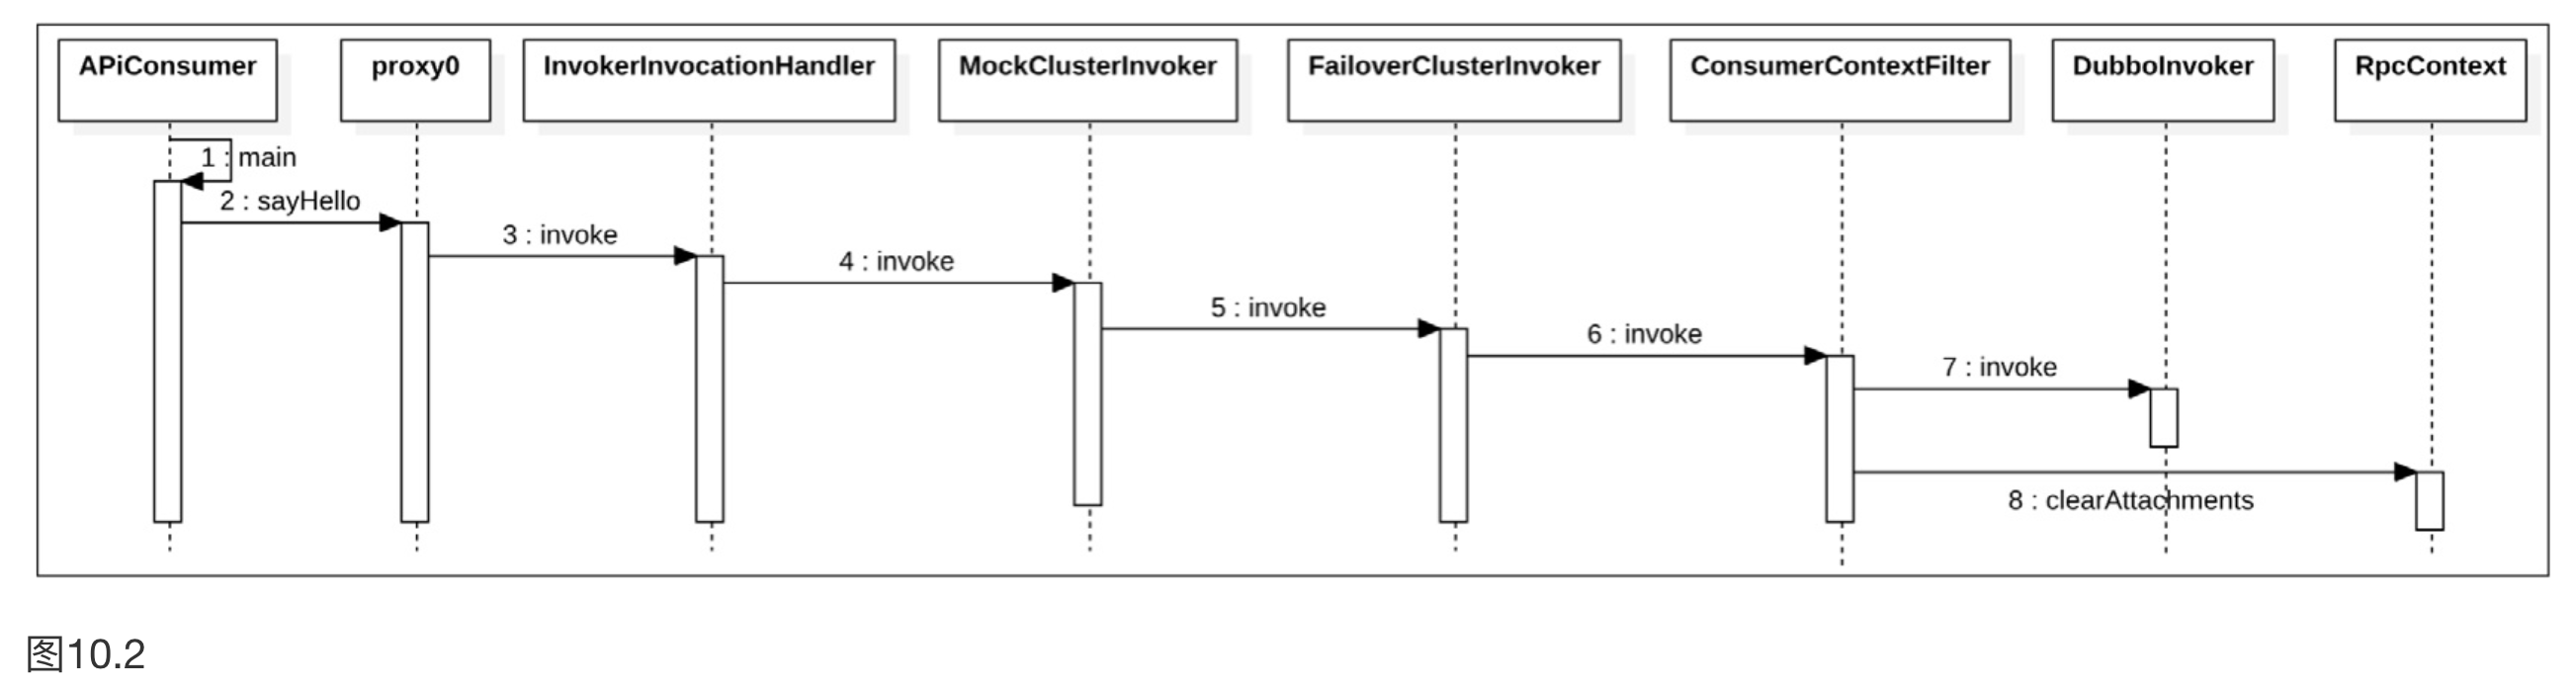 APiConsumer
proxy0
InvokerInvocationHandler
MockClusterInvoker
FailoverClusterInvoker
ConsumerContextFilter
DubboInvoker
RpcContext
1 : main
2 : sayHello
3 : invoke
4 : invoke
5 : invoke
6 : invoke
7 : invoke
8 : clearAttachments
图10.2